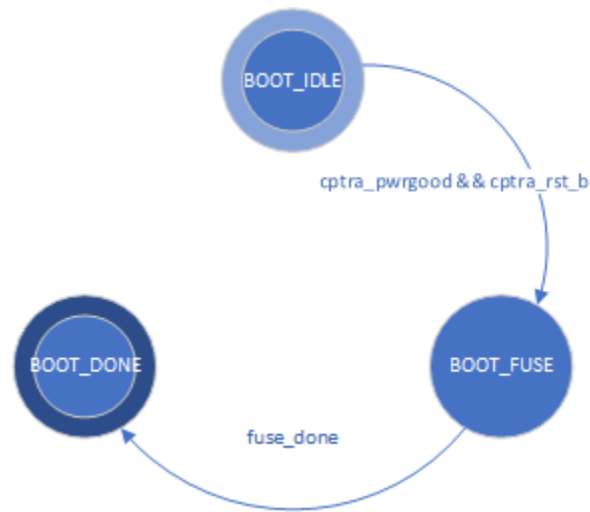 BOOT_IDLE
cptra_pwrgood && cptra_rst_b
BOOT_DONE
BOOT_FUSE
fuse_done